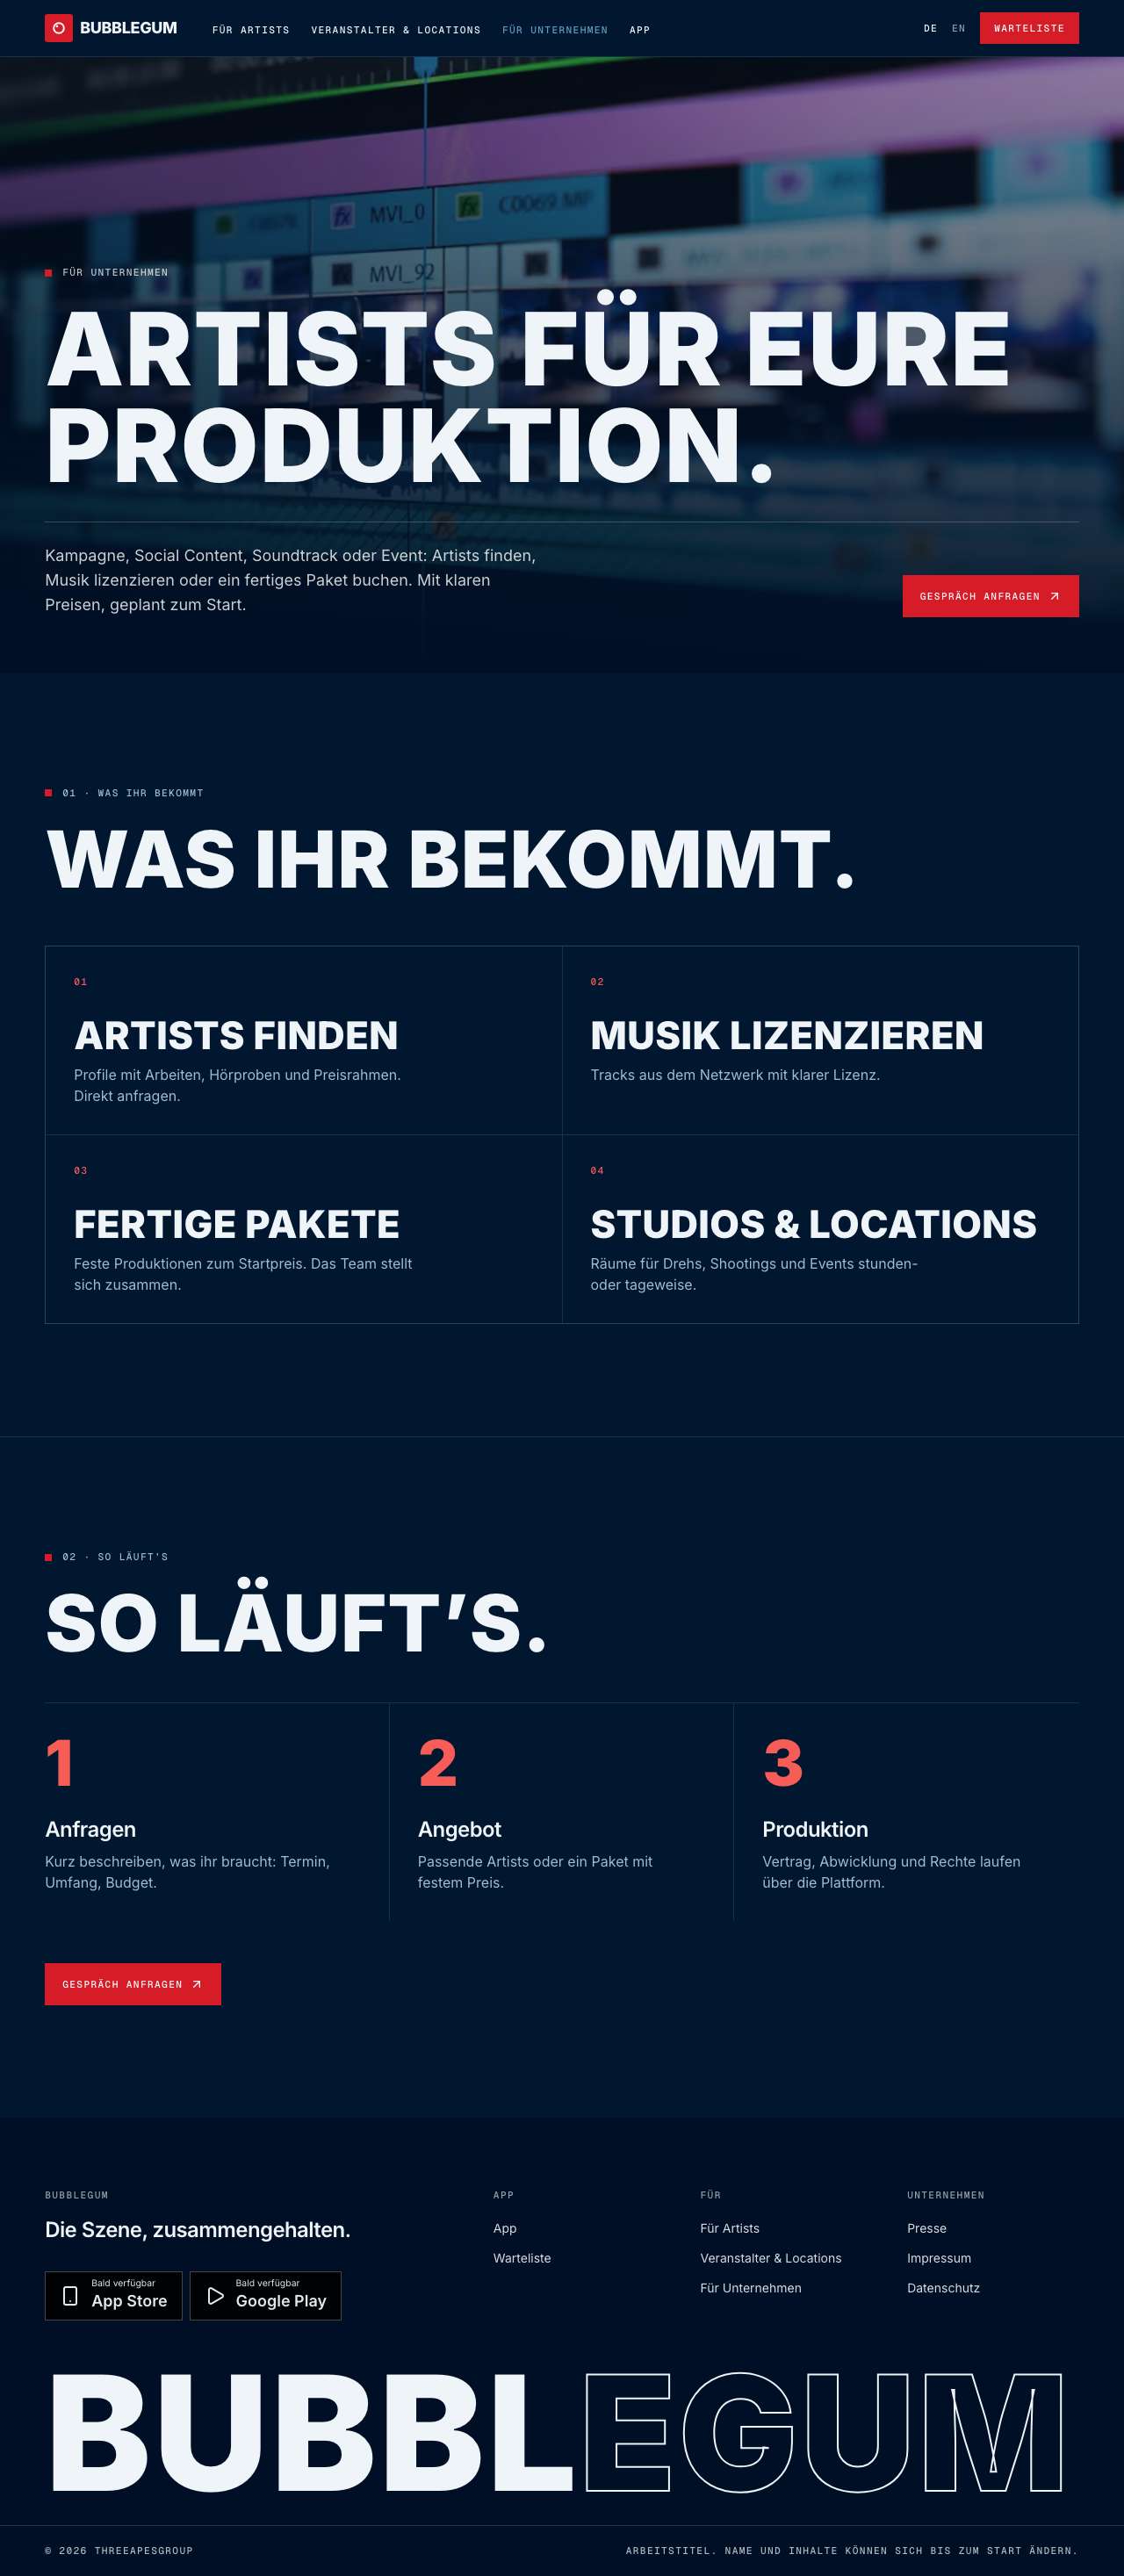 BUBBLEGUM
FÜR ARTISTS
VERANSTALTER & LOCATIONS
FÜR UNTERNEHMEN
APP
DE
EN
WARTELISTE
MVI_0
C0069.MP
MVI_92
FÜR UNTERNEHMEN
ARTISTS FÜR EURE
PRODUKTION.
Kampagne, Social Content, Soundtrack oder Event: Artists finden,
Musik lizenzieren oder ein fertiges Paket buchen. Mit klaren
Preisen, geplant zum Start.
GESPRÄCH ANFRAGEN
01 · WAS IHR BEKOMMT
WAS IHR BEKOMMT.
01
ARTISTS FINDEN
Profile mit Arbeiten, Hörproben und Preisrahmen.
Direkt anfragen.
02
MUSIK LIZENZIEREN
Tracks aus dem Netzwerk mit klarer Lizenz.
03
FERTIGE PAKETE
Feste Produktionen zum Startpreis. Das Team stellt
sich zusammen.
04
STUDIOS & LOCATIONS
Räume für Drehs, Shootings und Events stunden-
oder tageweise.
02 · SO LÄUFT'S
SO LÄUFT’S.
1
Anfragen
Kurz beschreiben, was ihr braucht: Termin,
Umfang, Budget.
2
Angebot
Passende Artists oder ein Paket mit
festem Preis.
3
Produktion
Vertrag, Abwicklung und Rechte laufen
über die Plattform.
GESPRÄCH ANFRAGEN
BUBBLEGUM
Die Szene, zusammengehalten.
Bald verfügbar
App Store
Bald verfügbar
Google Play
APP
App
Warteliste
FÜR
Für Artists
Veranstalter & Locations
Für Unternehmen
UNTERNEHMEN
Presse
Impressum
Datenschutz
BUBBLEGUM
© 2026 THREEAPESGROUP
ARBEITSTITEL. NAME UND INHALTE KÖNNEN SICH BIS ZUM START ÄNDERN.